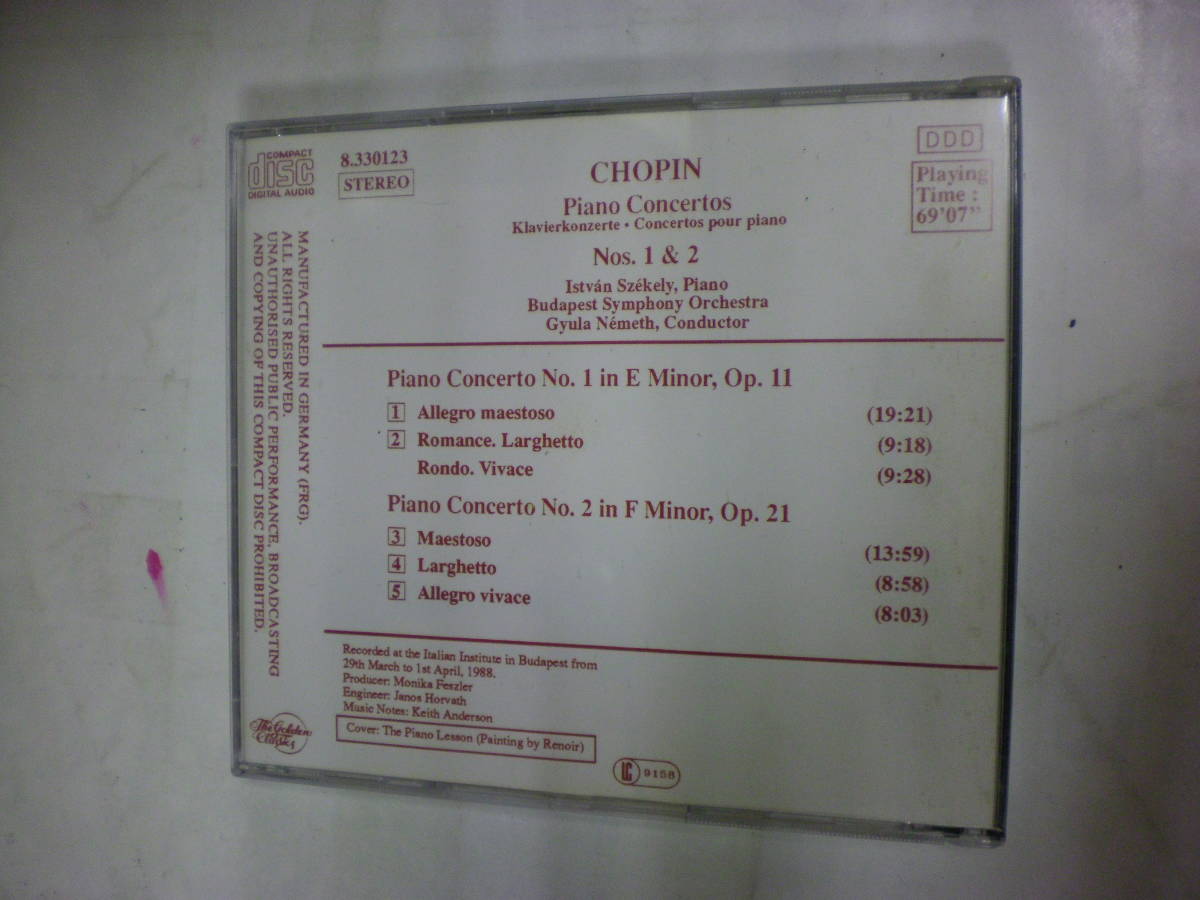 COMPACT
disc
DIGITAL AUDIO
8.330123
STEREO
CHOPIN
Piano Concertos
Klavierkonzerte • Concertos pour piano
Nos. 1 & 2
István Székely, Piano
Budapest Symphony Orchestra
Gyula Németh, Conductor
DDD
Playing
Time :
69'07"
MANUFACTURED IN GERMANY (FRG).
ALL RIGHTS RESERVED.
UNAUTHORISED PUBLIC PERFORMANCE, BROADCASTING
AND COPYING OF THIS COMPACT DISC PROHIBITED.
Piano Concerto No. 1 in E Minor, Op. 11
1 Allegro maestoso (19:21)
2 Romance. Larghetto (9:18)
Rondo. Vivace (9:28)
Piano Concerto No. 2 in F Minor, Op. 21
3 Maestoso (13:59)
4 Larghetto (8:58)
5 Allegro vivace (8:03)
Recorded at the Italian Institute in Budapest from
29th March to 1st April, 1988.
Producer: Monika Feszler
Engineer: Janos Horvath
Music Notes: Keith Anderson
Cover: The Piano Lesson (Painting by Renoir)
The Golden
Classics
LC 9158